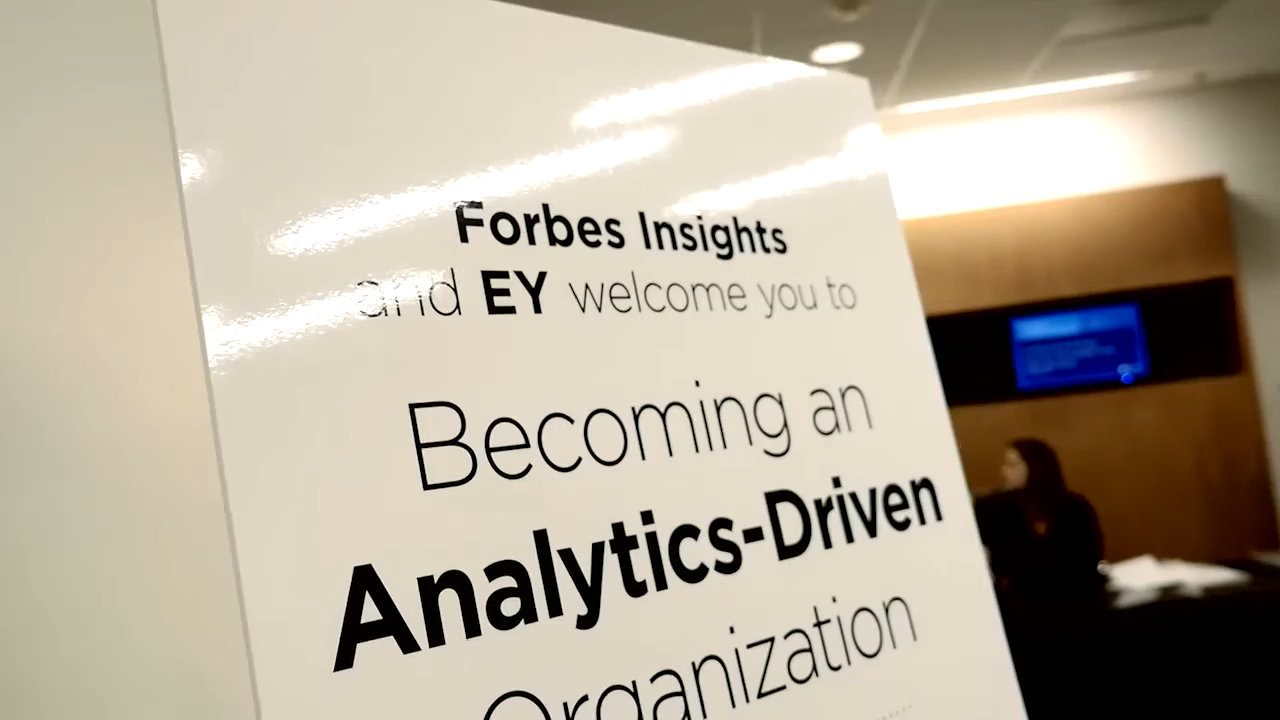 Forbes Insights
and EY welcome you to
Becoming an
Analytics-Driven
Organization